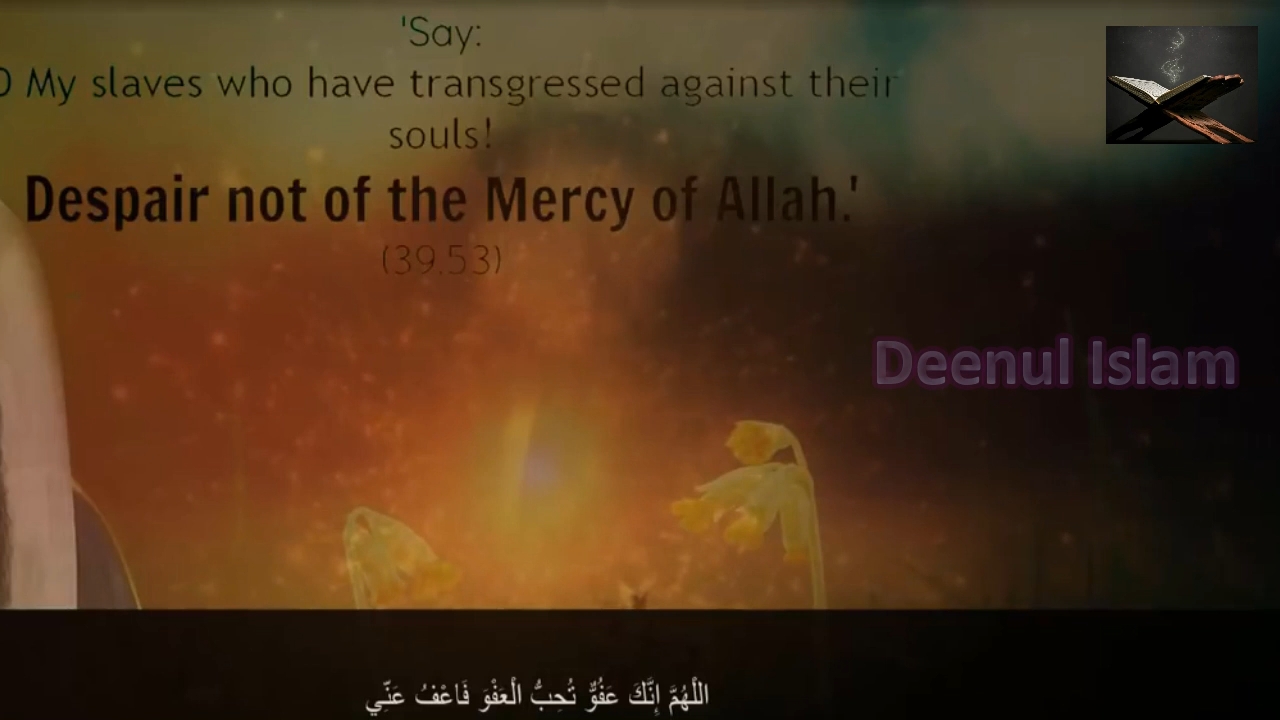 'Say:
O My slaves who have transgressed against their
souls!
Despair not of the Mercy of Allah.'
(39.53)
Deenul Islam
اللَّهُمَّ إِنَّكَ عَفُوٌّ تُحِبُّ الْعَفْوَ فَاعْفُ عَنِّي